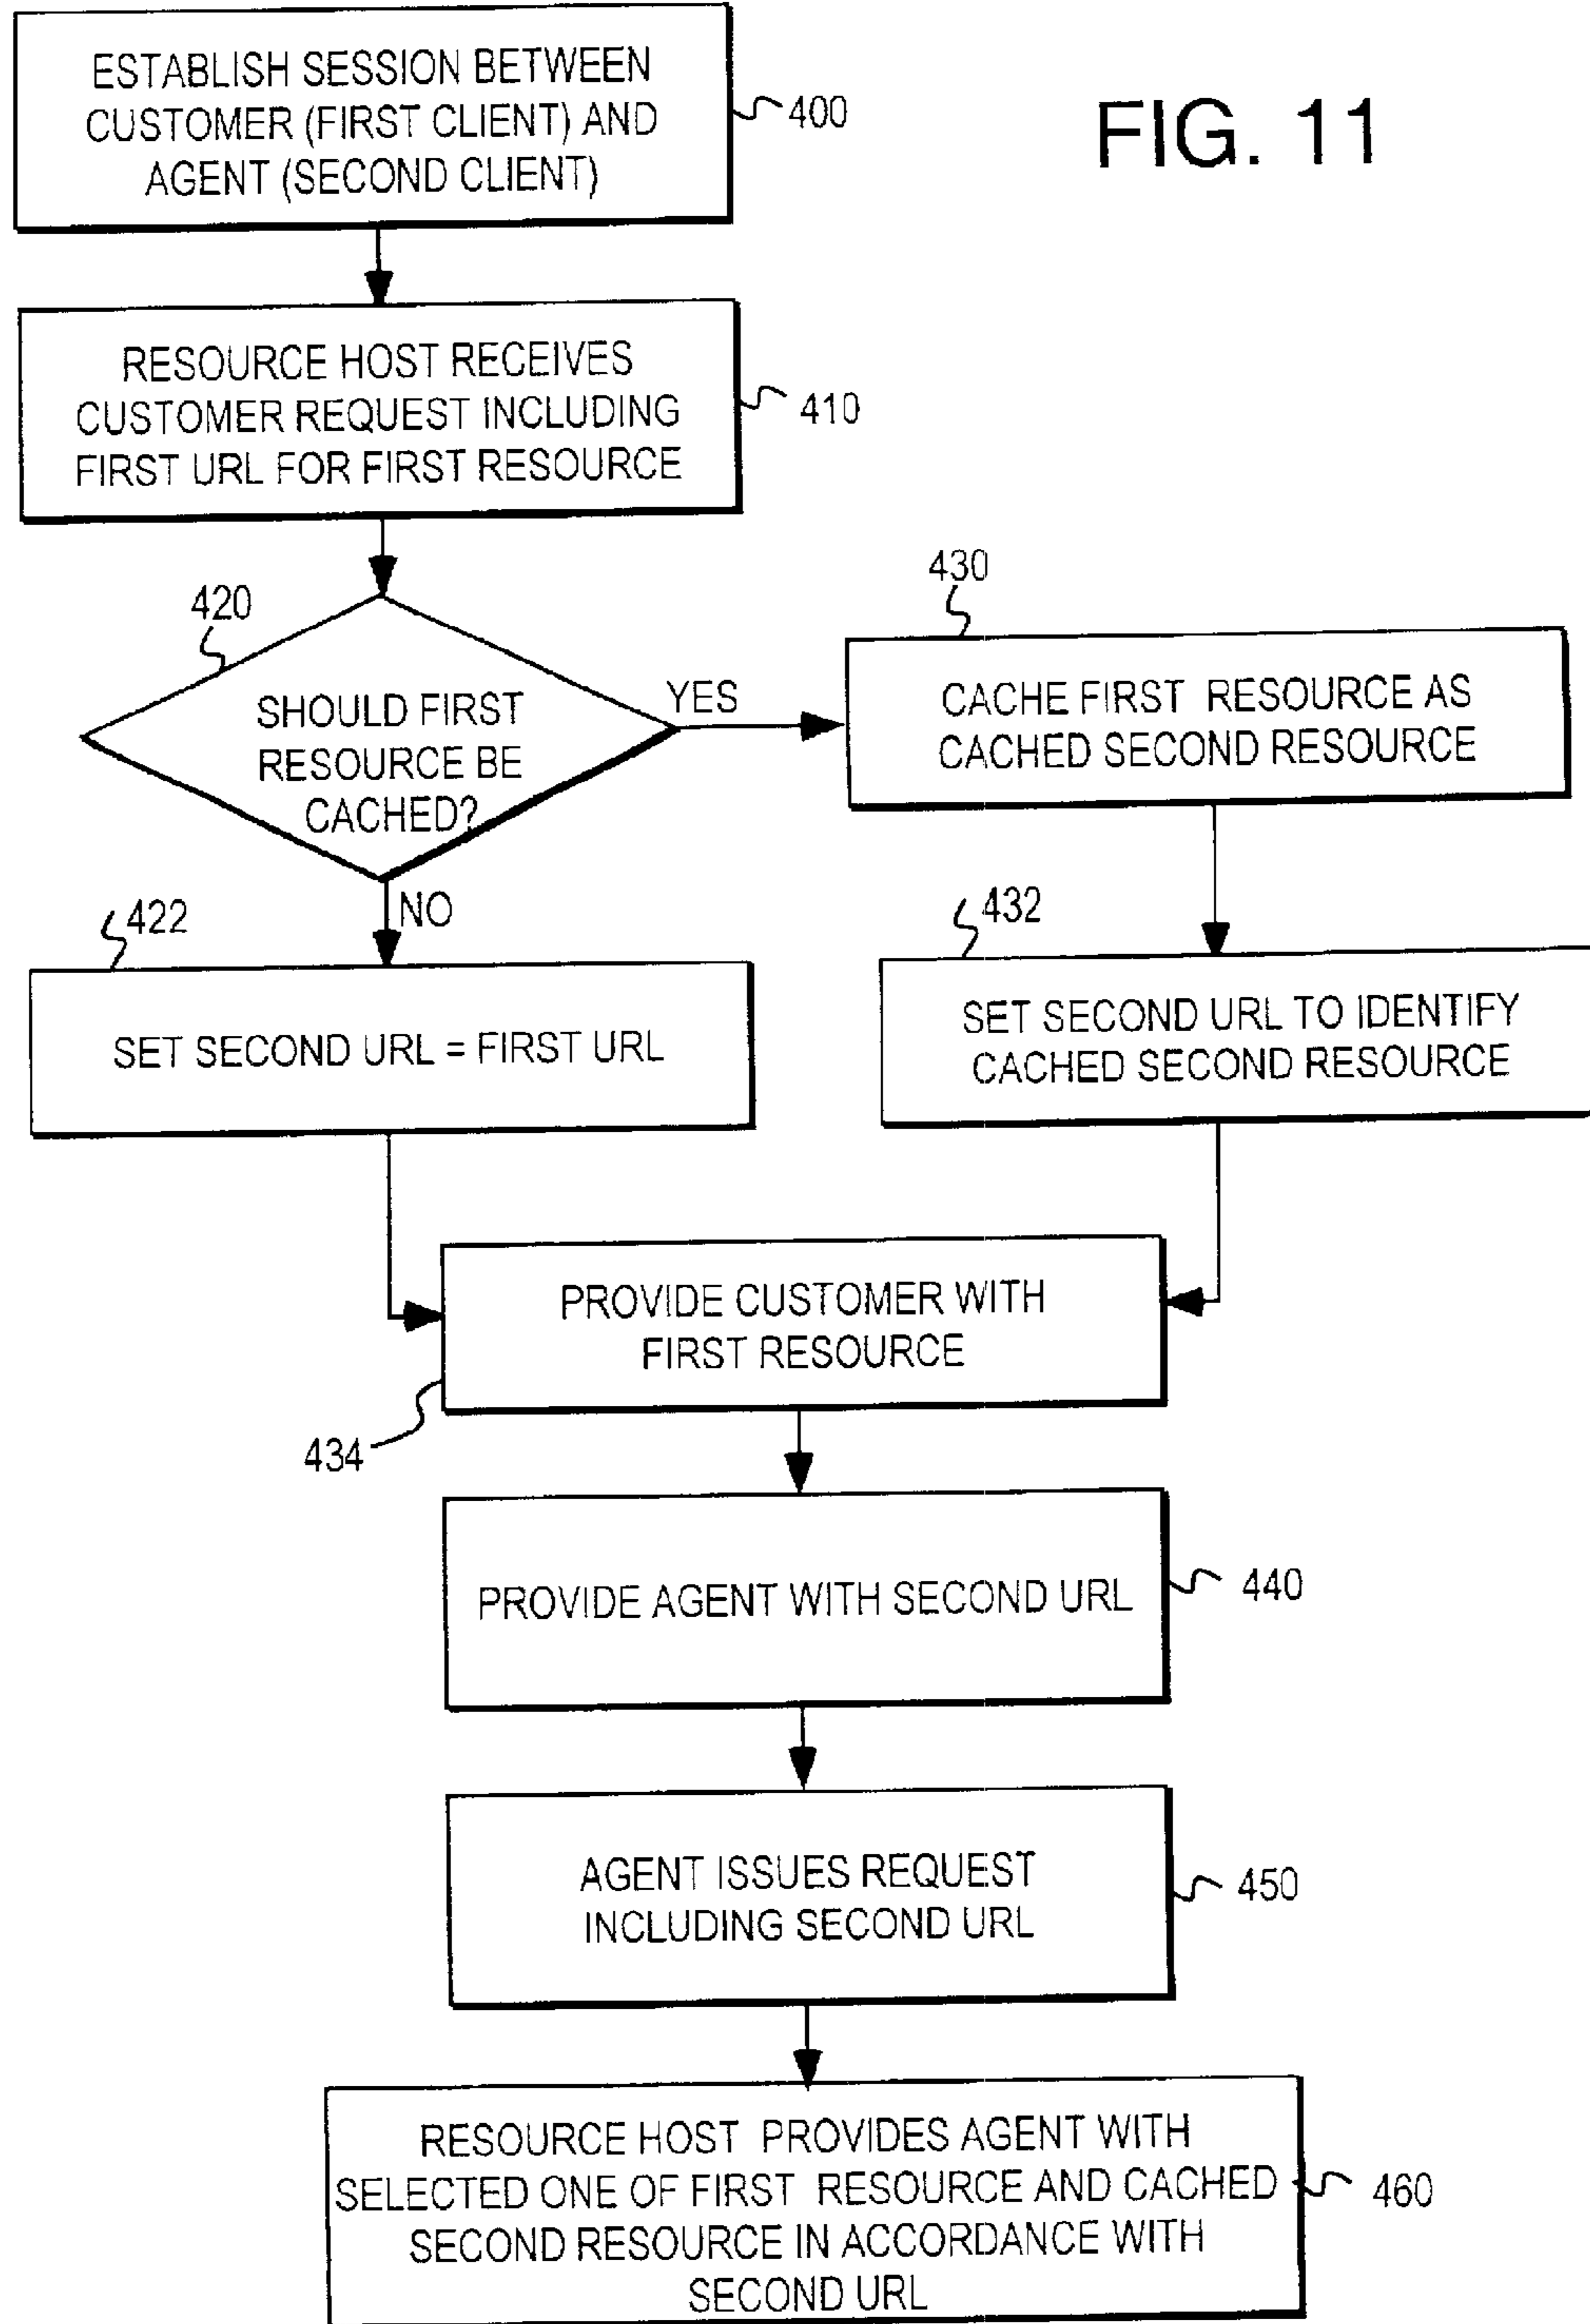 FIG. 11
ESTABLISH SESSION BETWEEN
CUSTOMER (FIRST CLIENT) AND
AGENT (SECOND CLIENT)
400
RESOURCE HOST RECEIVES
CUSTOMER REQUEST INCLUDING
FIRST URL FOR FIRST RESOURCE
410
420
SHOULD FIRST
RESOURCE BE
CACHED?
YES
NO
430
CACHE FIRST RESOURCE AS
CACHED SECOND RESOURCE
422
SET SECOND URL = FIRST URL
432
SET SECOND URL TO IDENTIFY
CACHED SECOND RESOURCE
PROVIDE CUSTOMER WITH
FIRST RESOURCE
434
PROVIDE AGENT WITH SECOND URL
440
AGENT ISSUES REQUEST
INCLUDING SECOND URL
450
RESOURCE HOST PROVIDES AGENT WITH
SELECTED ONE OF FIRST RESOURCE AND CACHED
SECOND RESOURCE IN ACCORDANCE WITH
SECOND URL
460